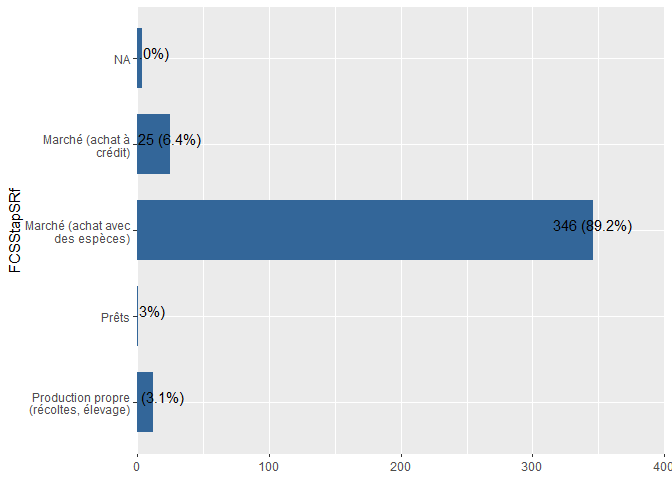 FCSStapSRf
NA
.0%)
Marché (achat à
crédit)
25 (6.4%)
Marché (achat avec
des espèces)
346 (89.2%)
Prêts
3%)
Production propre
(récoltes, élevage)
(3.1%)
0
100
200
300
400